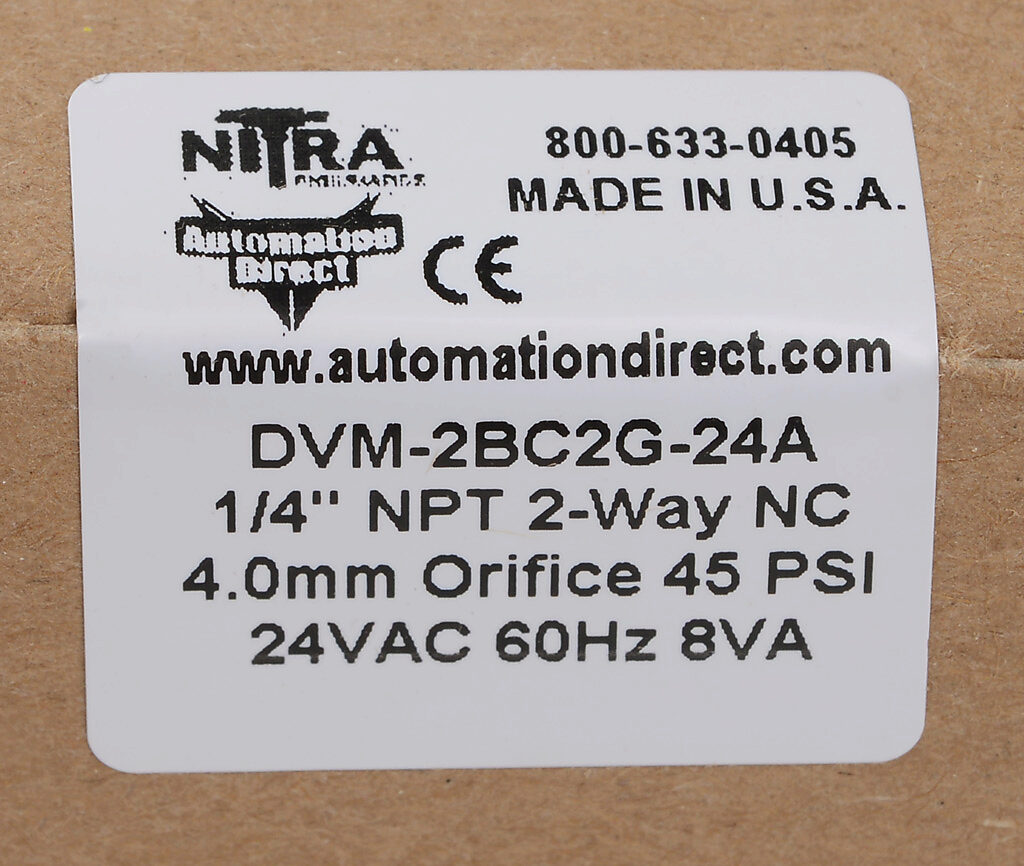 NITRA
800-633-0405
MADE IN U.S.A.
Automation
Direct
CE
www.automationdirect.com
DVM-2BC2G-24A
1/4" NPT 2-Way NC
4.0mm Orifice 45 PSI
24VAC 60Hz 8VA